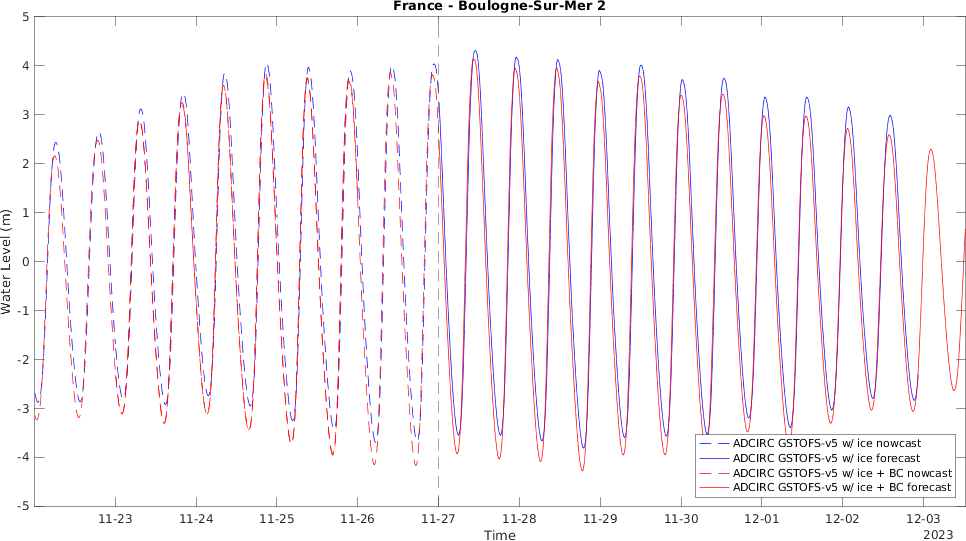 France - Boulogne-Sur-Mer 2
5
4
3
2
1
0
-1
-2
-3
-4
-5
Water Level (m)
ADCIRC GSTOFS-v5 w/ ice nowcast
ADCIRC GSTOFS-v5 w/ ice forecast
ADCIRC GSTOFS-v5 w/ ice + BC nowcast
ADCIRC GSTOFS-v5 w/ ice + BC forecast
11-23 11-24 11-25 11-26 11-27 11-28 11-29 11-30 12-01 12-02 12-03
Time
2023